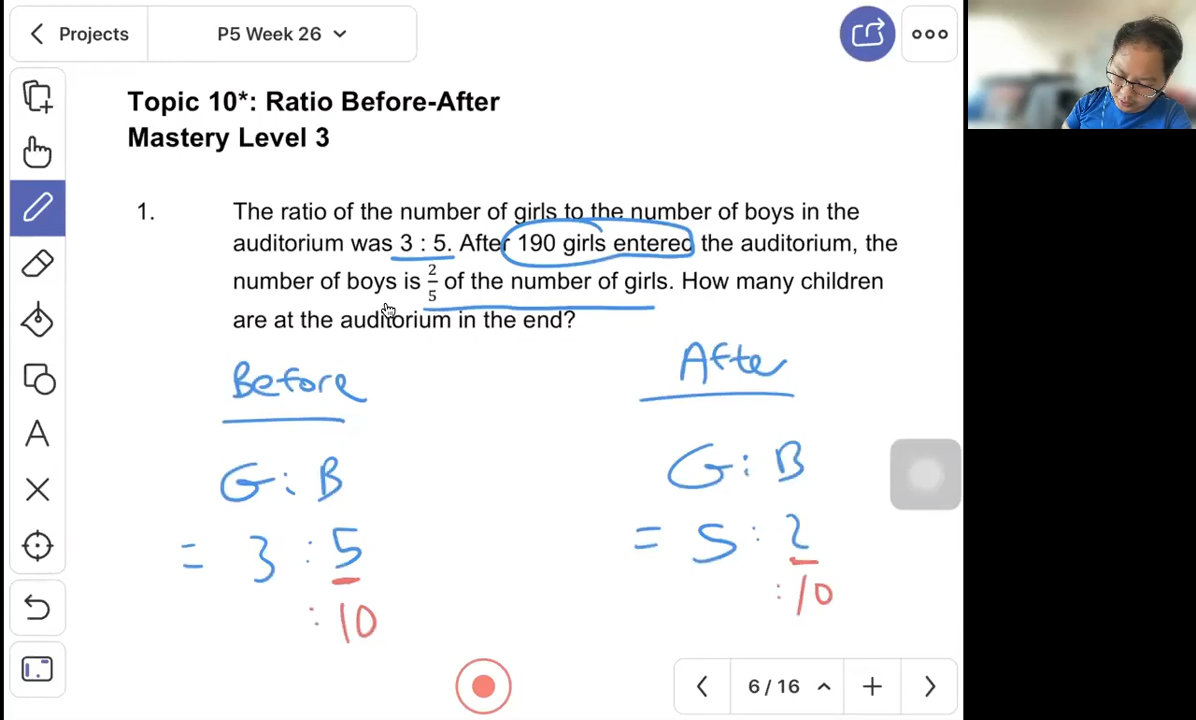 Projects
P5 Week 26
Topic 10*: Ratio Before-After
Mastery Level 3
1. The ratio of the number of girls to the number of boys in the
auditorium was 3 : 5. After 190 girls entered the auditorium, the
number of boys is 2/5 of the number of girls. How many children
are at the auditorium in the end?
Before
After
G : B
G : B
= 3 : 5
= 5 : 2
: 10
: 10
6 / 16